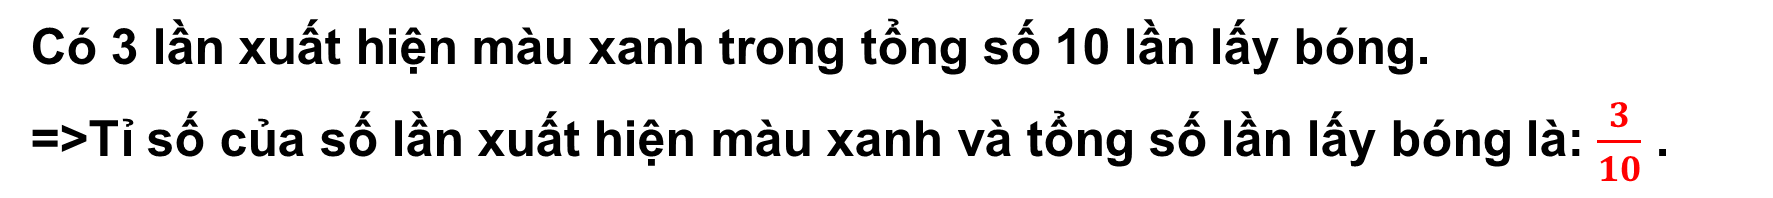 Có 3 lần xuất hiện màu xanh trong tổng số 10 lần lấy bóng.
=>Tỉ số của số lần xuất hiện màu xanh và tổng số lần lấy bóng là: 3/10 .